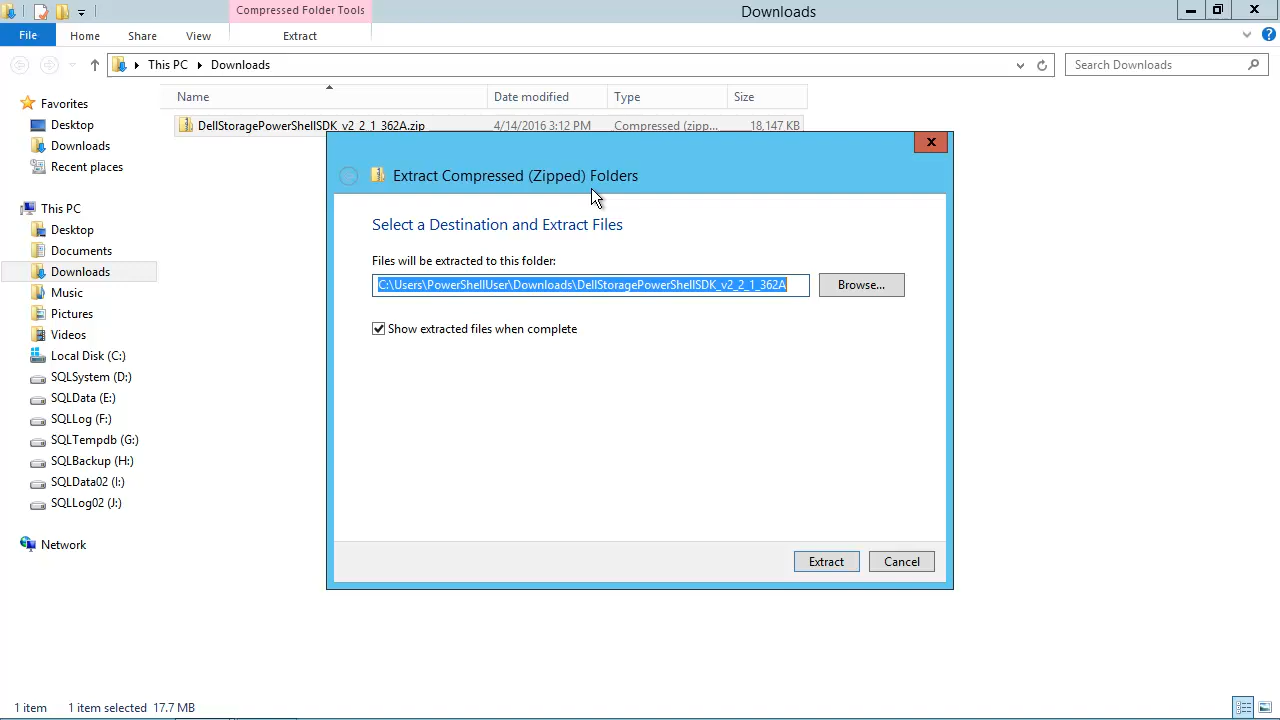 Compressed Folder Tools
Downloads
File
Home
Share
View
Extract
This PC
Downloads
Search Downloads
Name
Date modified
Type
Size
DellStoragePowerShellSDK_v2_2_1_362A.zip
4/14/2016 3:12 PM
Compressed (zipp...
18,147 KB
Favorites
Desktop
Downloads
Recent places
This PC
Desktop
Documents
Downloads
Music
Pictures
Videos
Local Disk (C:)
SQLSystem (D:)
SQLData (E:)
SQLLog (F:)
SQLTempdb (G:)
SQLBackup (H:)
SQLData02 (I:)
SQLLog02 (J:)
Network
Extract Compressed (Zipped) Folders
Select a Destination and Extract Files
Files will be extracted to this folder:
C:\Users\PowerShellUser\Downloads\DellStoragePowerShellSDK_v2_2_1_362A
Browse...
Show extracted files when complete
Extract
Cancel
1 item
1 item selected 17.7 MB